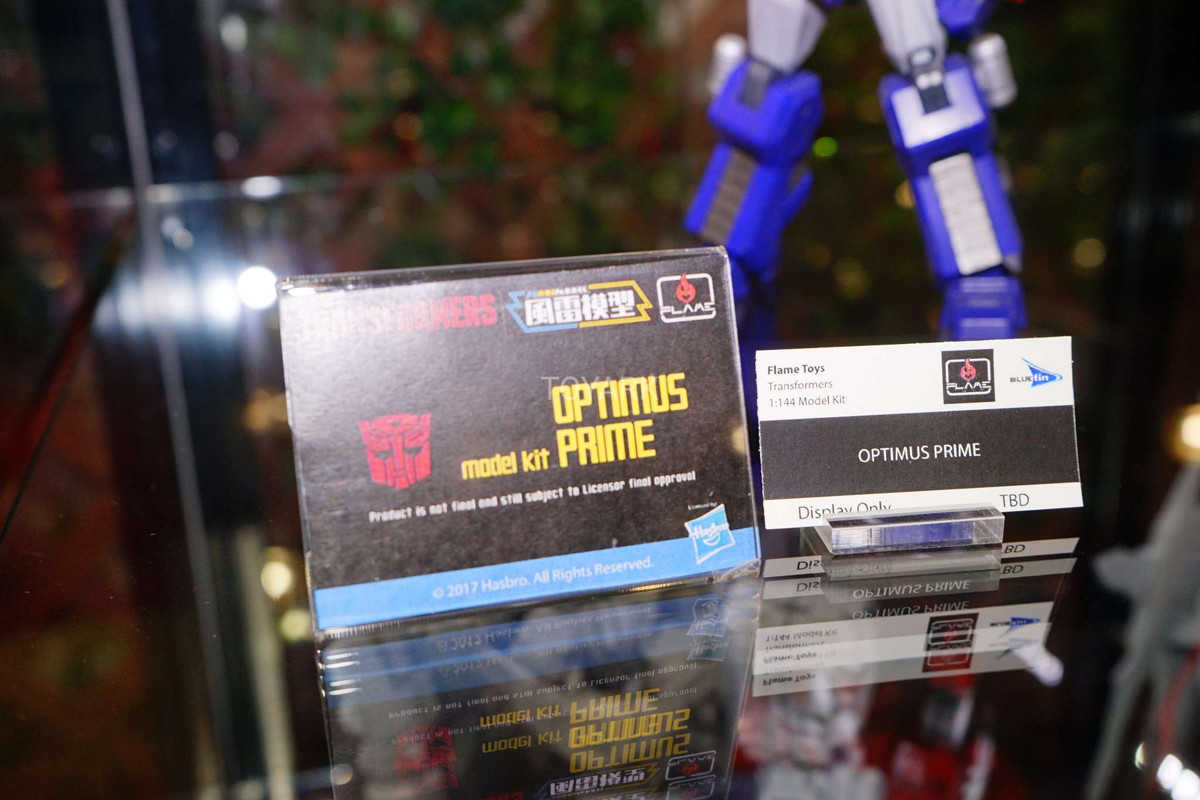 TRANSFORMERS
風雷模型
FLAME
OPTIMUS
model kit PRIME
Product is not final and still subject to Licensor final approval
Licensed by
Hasbro
© 2017 Hasbro. All Rights Reserved.
Flame Toys
Transformers
1:144 Model Kit
FLAME
BLUEfin
OPTIMUS PRIME
Display Only
TBD